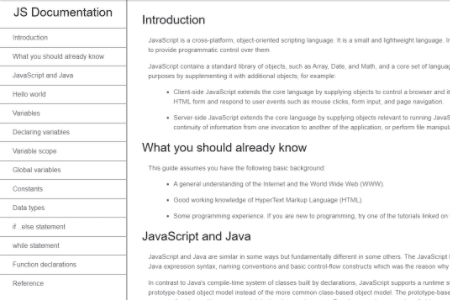 JS Documentation
Introduction
What you should already know
JavaScript and Java
Hello world
Variables
Declaring variables
Variable scope
Global variables
Constants
Data types
if...else statement
while statement
Function declarations
Reference
Introduction
JavaScript is a cross-platform, object-oriented scripting language. It is a small and lightweight language. I
to provide programmatic control over them.
JavaScript contains a standard library of objects, such as Array, Date, and Math, and a core set of langua
purposes by supplementing it with additional objects; for example:
• Client-side JavaScript extends the core language by supplying objects to control a browser and i
HTML form and respond to user events such as mouse clicks, form input, and page navigation.
• Server-side JavaScript extends the core language by supplying objects relevant to running JavaS
continuity of information from one invocation to another of the application, or perform file manipul
What you should already know
This guide assumes you have the following basic background:
• A general understanding of the Internet and the World Wide Web (WWW).
• Good working knowledge of HyperText Markup Language (HTML).
• Some programming experience. If you are new to programming, try one of the tutorials linked on
JavaScript and Java
JavaScript and Java are similar in some ways but fundamentally different in some others. The JavaScript l
Java expression syntax, naming conventions and basic control-flow constructs which was the reason why
In contrast to Java's compile-time system of classes built by declarations, JavaScript supports a runtime s
prototype-based object model instead of the more common class-based object model. The prototype-base